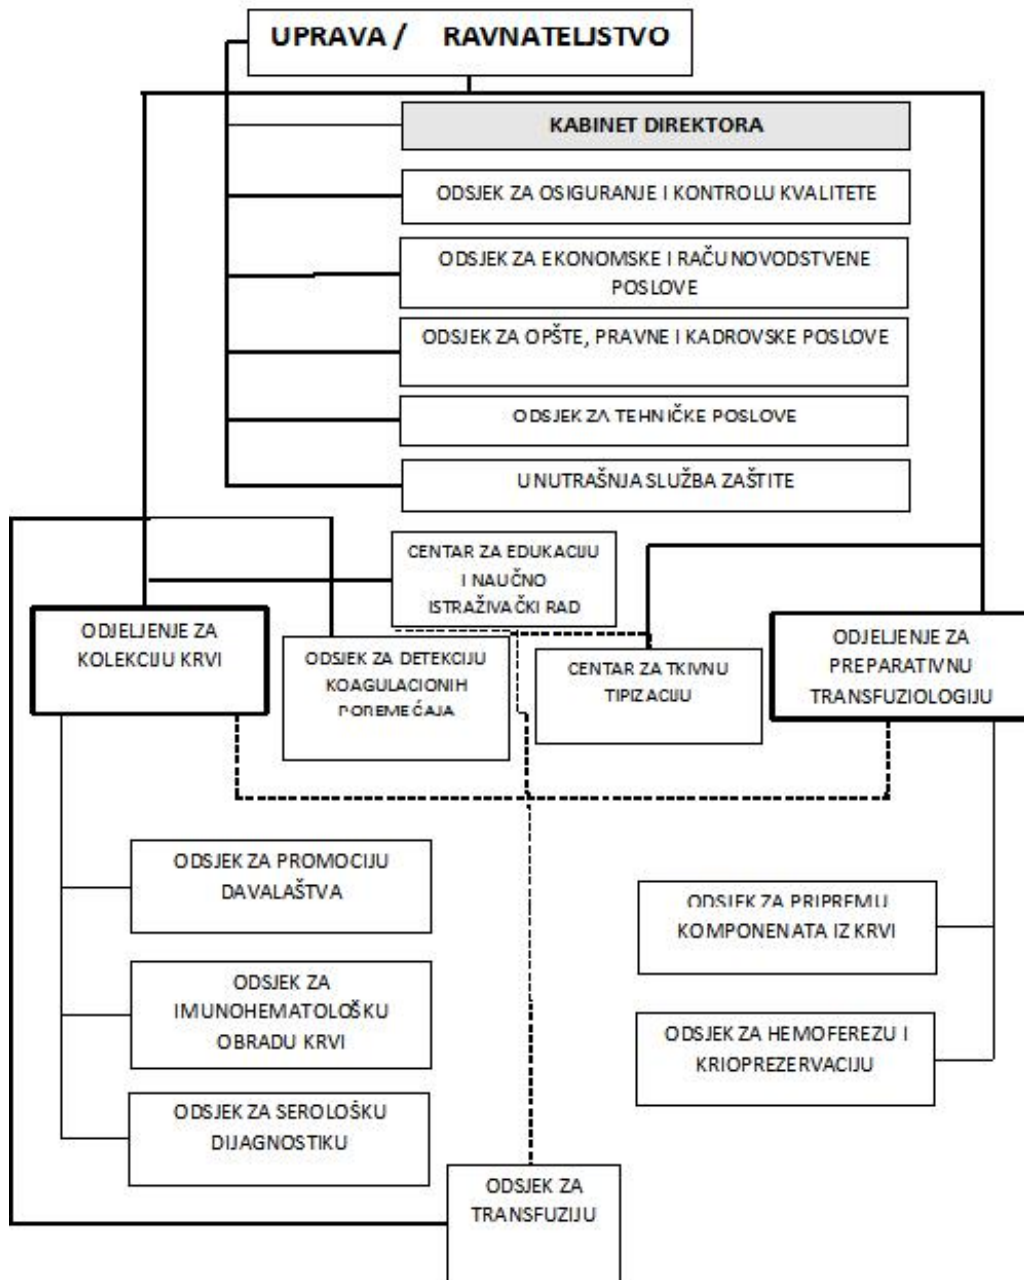 UPRAVA / RAVNATELJSTVO
KABINET DIREKTORA
ODSJEK ZA OSIGURANJE I KONTROLU KVALITETE
ODSJEK ZA EKONOMSKE I RAČUNOVODSTVENE
POSLOVE
ODSJEK ZA OPŠTE, PRAVNE I KADROVSKE POSLOVE
ODSJEK ZA TEHNIČKE POSLOVE
UNUTRAŠNJA SLUŽBA ZAŠTITE
CENTAR ZA EDUKACIJU
I NAUČNO
ISTRAŽIVAČKI RAD
ODJELJENJE ZA
KOLEKCIJU KRVI
ODSJEK ZA DETEKCIJU
KOAGULACIONIH
POREMEĆAJA
CENTAR ZA TKIVNU
TIPIZACIJU
ODJELJENJE ZA
PREPARATIVNU
TRANSFUZIOLOGIJU
ODSJEK ZA PROMOCIJU
DAVALAŠTVA
ODSJEK ZA
IMUNOHEMATOLOŠKU
OBRADU KRVI
ODSJEK ZA SEROLOŠKU
DIJAGNOSTIKU
ODSJEK ZA PRIPREMU
KOMPONENATA IZ KRVI
ODSJEK ZA HEMOFEREZU I
KRIOPREZERVACIJU
ODSJEK ZA
TRANSFUZIJU